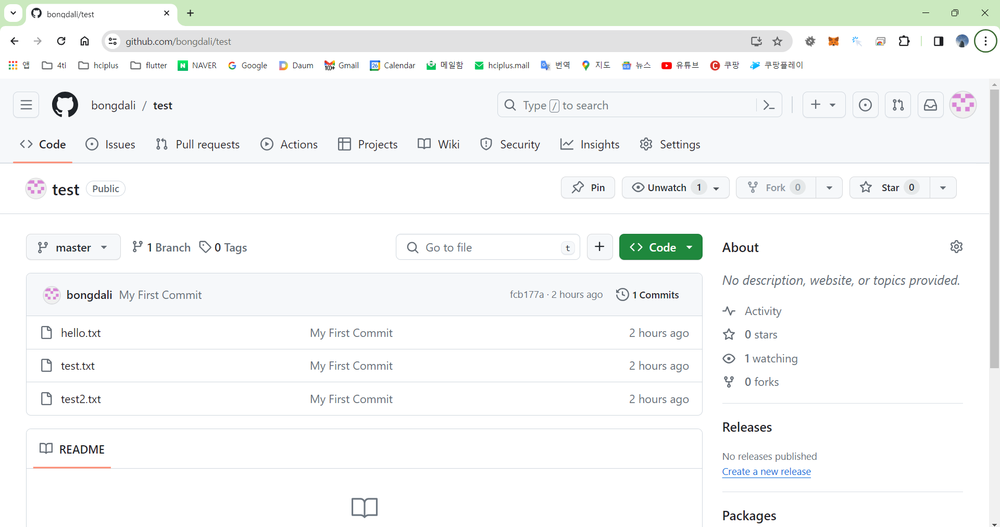 bongdali/test
github.com/bongdali/test
앱 4ti hciplus flutter NAVER Google Daum Gmail Calendar 메일함 hciplus.mail 번역 지도 뉴스 유튜브 쿠팡 쿠팡플레이
bongdali / test Type / to search
Code Issues Pull requests Actions Projects Wiki Security Insights Settings
test Public Pin Unwatch 1 Fork 0 Star 0
master 1 Branch 0 Tags Go to file t Code About
No description, website, or topics provided.
bongdali My First Commit fcb177a · 2 hours ago 1 Commits
Activity
hello.txt My First Commit 2 hours ago
0 stars
1 watching
test.txt My First Commit 2 hours ago
0 forks
test2.txt My First Commit 2 hours ago
Releases
README
No releases published
Create a new release
Packages